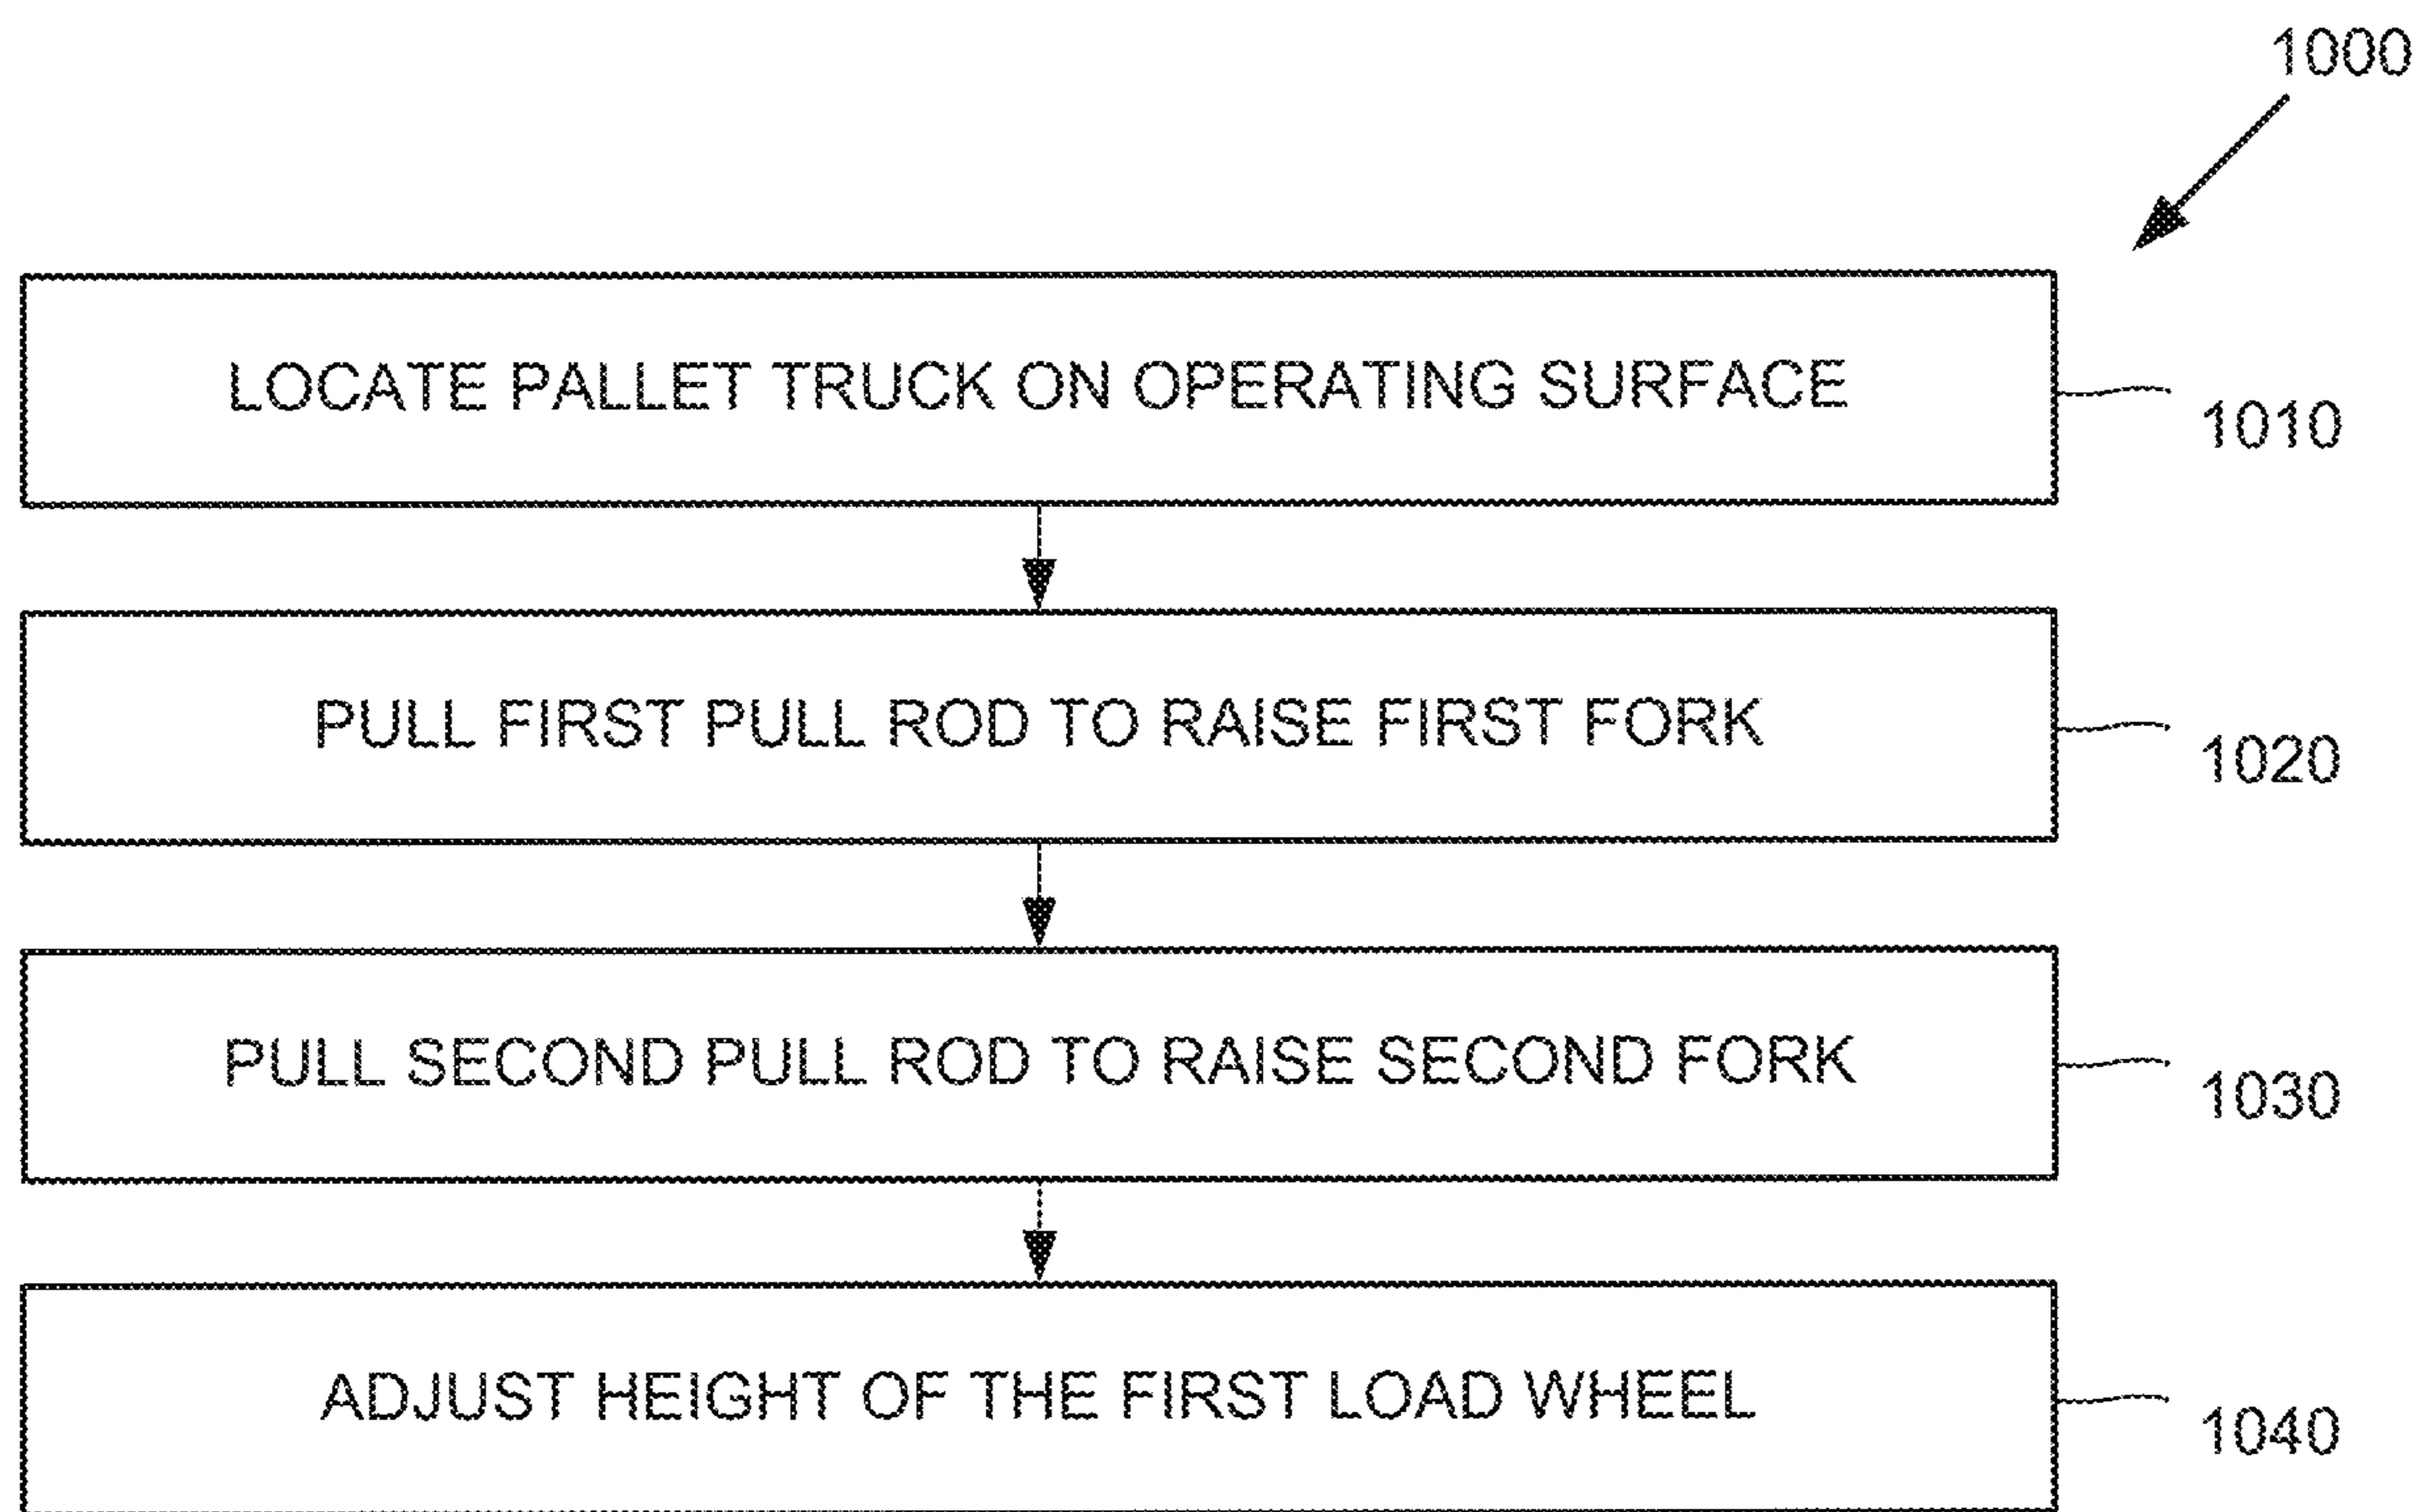 1000
LOCATE PALLET TRUCK ON OPERATING SURFACE
1010
PULL FIRST PULL ROD TO RAISE FIRST FORK
1020
PULL SECOND PULL ROD TO RAISE SECOND FORK
1030
ADJUST HEIGHT OF THE FIRST LOAD WHEEL
1040